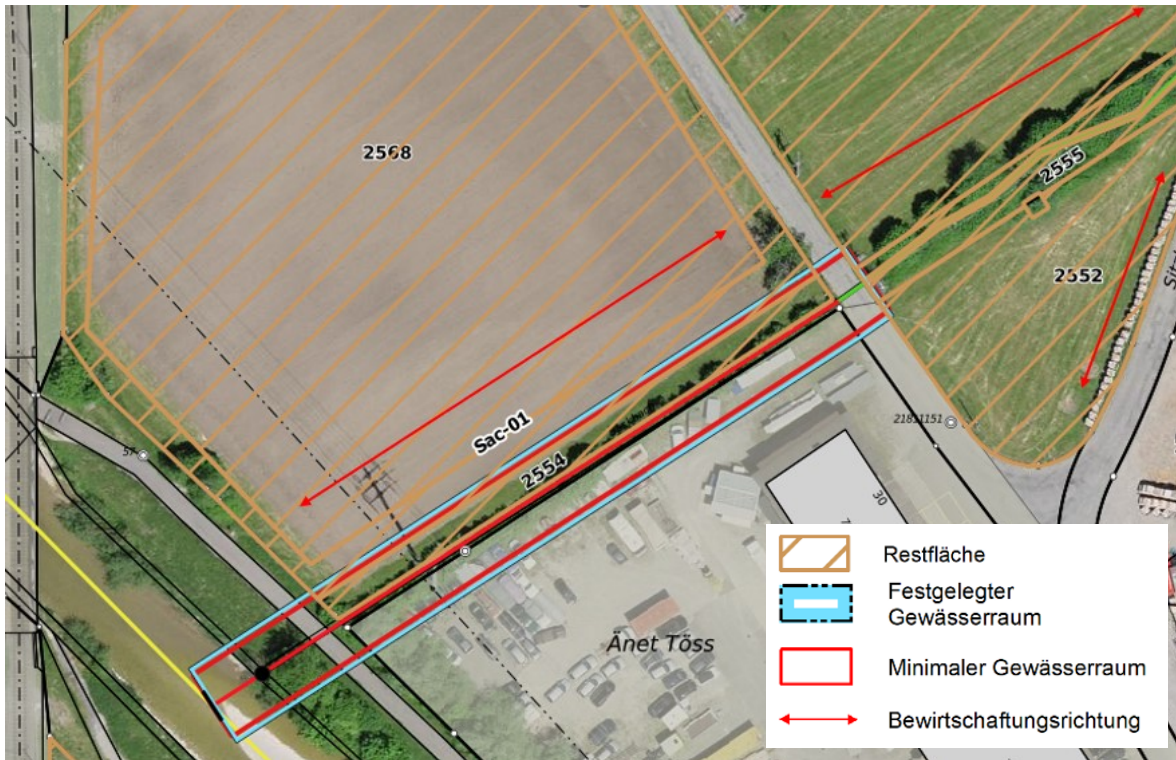 2568
2555
2552
21811151
Sac-01
2554
57
30
Änet Töss
Restfläche
Festgelegter
Gewässerraum
Minimaler Gewässerraum
Bewirtschaftungsrichtung